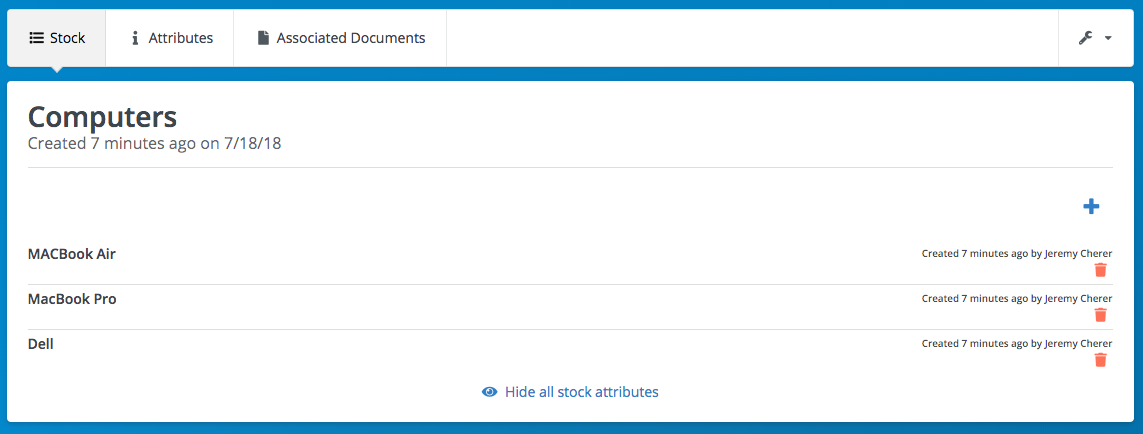 Stock Attributes Associated Documents
Computers
Created 7 minutes ago on 7/18/18
MACBook Air Created 7 minutes ago by Jeremy Cherer
MacBook Pro Created 7 minutes ago by Jeremy Cherer
Dell Created 7 minutes ago by Jeremy Cherer
Hide all stock attributes